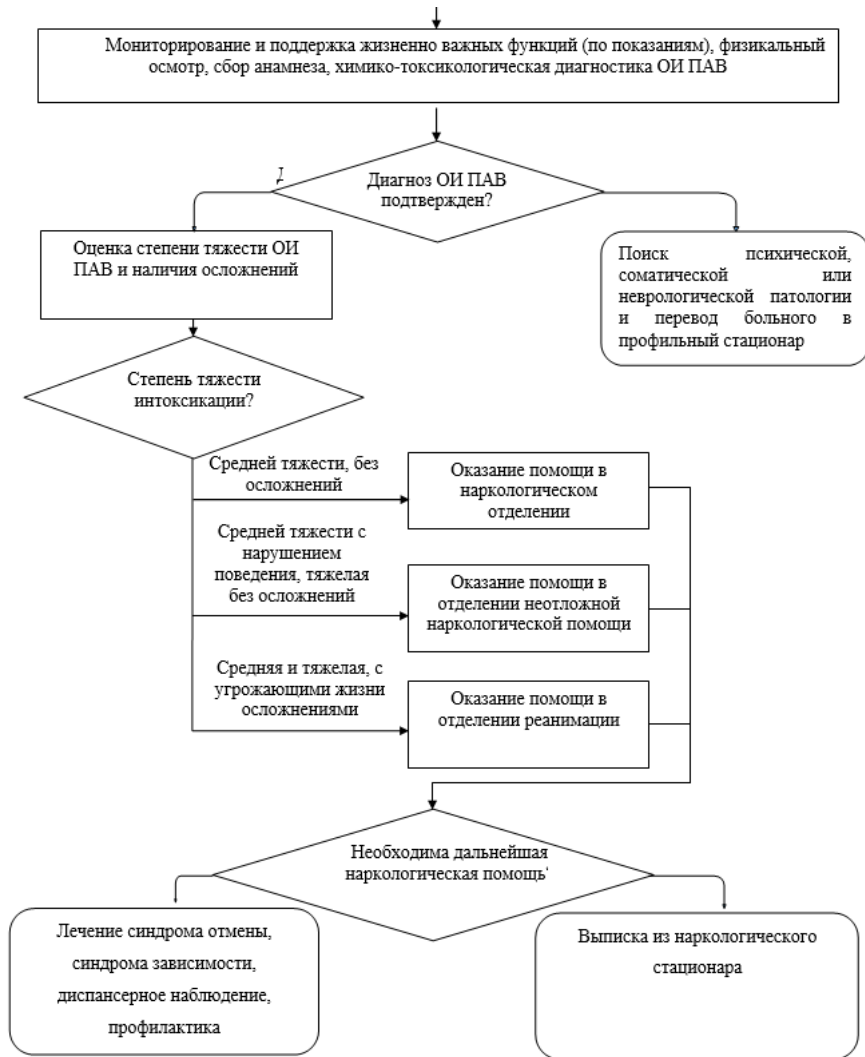 Мониторирование и поддержка жизненно важных функций (по показаниям), физикальный
осмотр, сбор анамнеза, химико-токсикологическая диагностика ОИ ПАВ
Диагноз ОИ ПАВ
подтвержден?
Оценка степени тяжести ОИ
ПАВ и наличия осложнений
Поиск психической,
соматической или
неврологической патологии
и перевод больного в
профильный стационар
Степень тяжести
интоксикации?
Средней тяжести, без
осложнений
Оказание помощи в
наркологическом
отделении
Средней тяжести с
нарушением
поведения, тяжелая
без осложнений
Оказание помощи в
отделении неотложной
наркологической помощи
Средняя и тяжелая, с
угрожающими жизни
осложнениями
Оказание помощи в
отделении реанимации
Необходима дальнейшая
наркологическая помощь
Лечение синдрома отмены,
синдрома зависимости,
диспансерное наблюдение,
профилактика
Выписка из наркологического
стационара